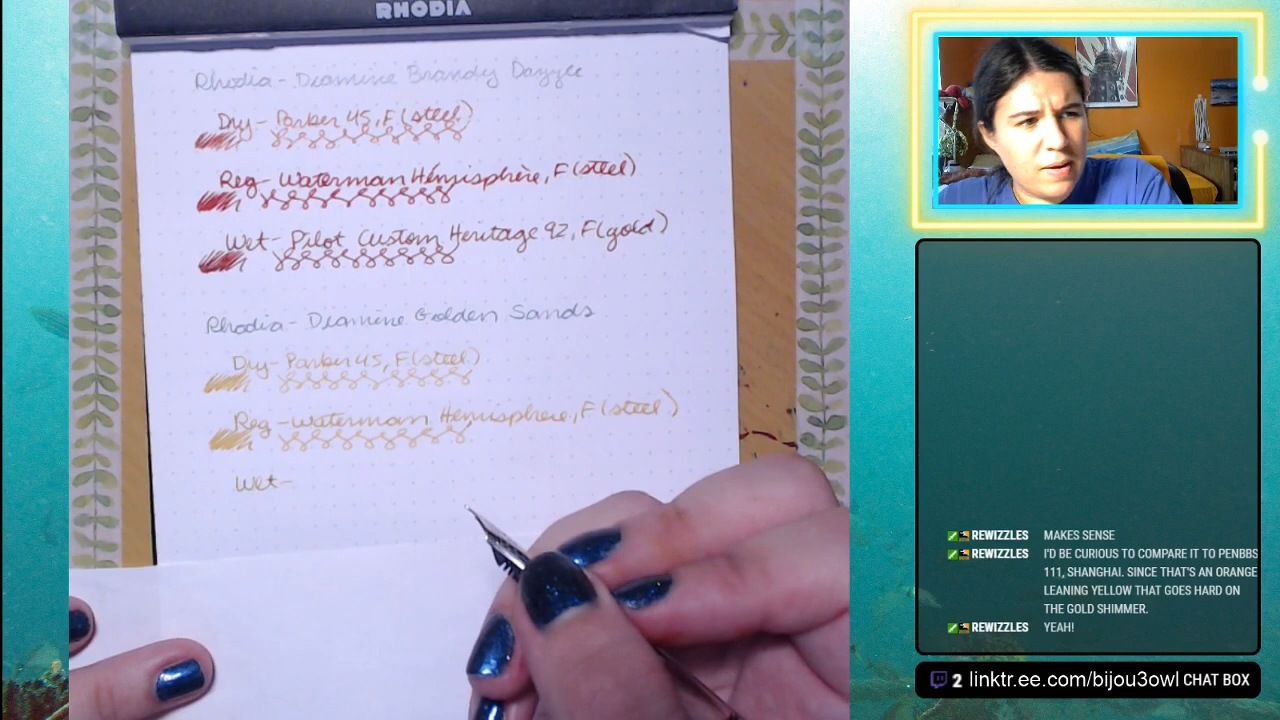 RHODIA
Rhodia - Diamine Brandy Dazzle
Dry - Parker 45, F (steel)
Reg - Waterman Hémisphère, F (steel)
Wet - Pilot Custom Heritage 92, F (gold)
Rhodia - Diamine Golden Sands
Dry - Parker 45, F (steel)
Reg - Waterman Hémisphère, F (steel)
Wet -
REWIZZLES MAKES SENSE
REWIZZLES I'D BE CURIOUS TO COMPARE IT TO PENBBS
111, SHANGHAI. SINCE THAT'S AN ORANGE
LEANING YELLOW THAT GOES HARD ON
THE GOLD SHIMMER.
REWIZZLES YEAH!
2 linktr.ee.com/bijou3owl CHAT BOX